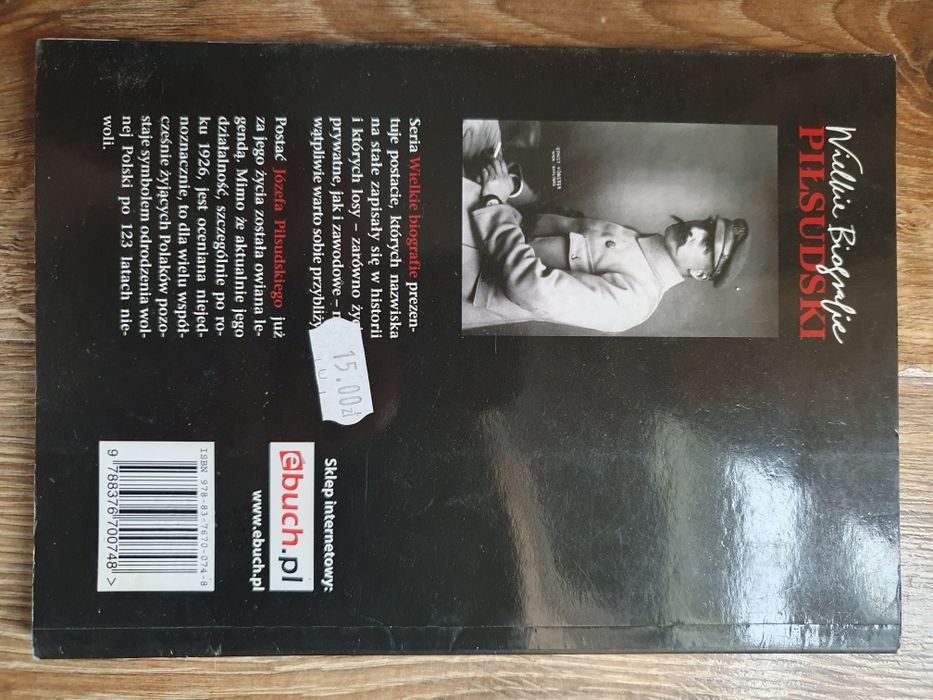 Wielkie Biografie
PIŁSUDSKI
Seria Wielkie biografie prezen-
tuje postacie, których nazwiska
na stałe zapisały się w historii
i których losy – zarówno
prywatne, jak i zawodowe –
wątpliwie warto sobie przybliży
Postać Józefa Piłsudskiego już
za jego życia została owiana le-
gendą. Mimo że aktualnie jego
działalność, szczególnie po ro-
ku 1926, jest oceniana niejed-
noznacznie, to dla wielu współ-
cześnie żyjących Polaków pozo-
staje symbolem odrodzenia wol-
nej Polski po 123 latach nie-
woli.
15.00zł
Sklep internetowy:
ebuch.pl
www.ebuch.pl
ISBN 978-83-7670-074-8
9 788376 700748 >